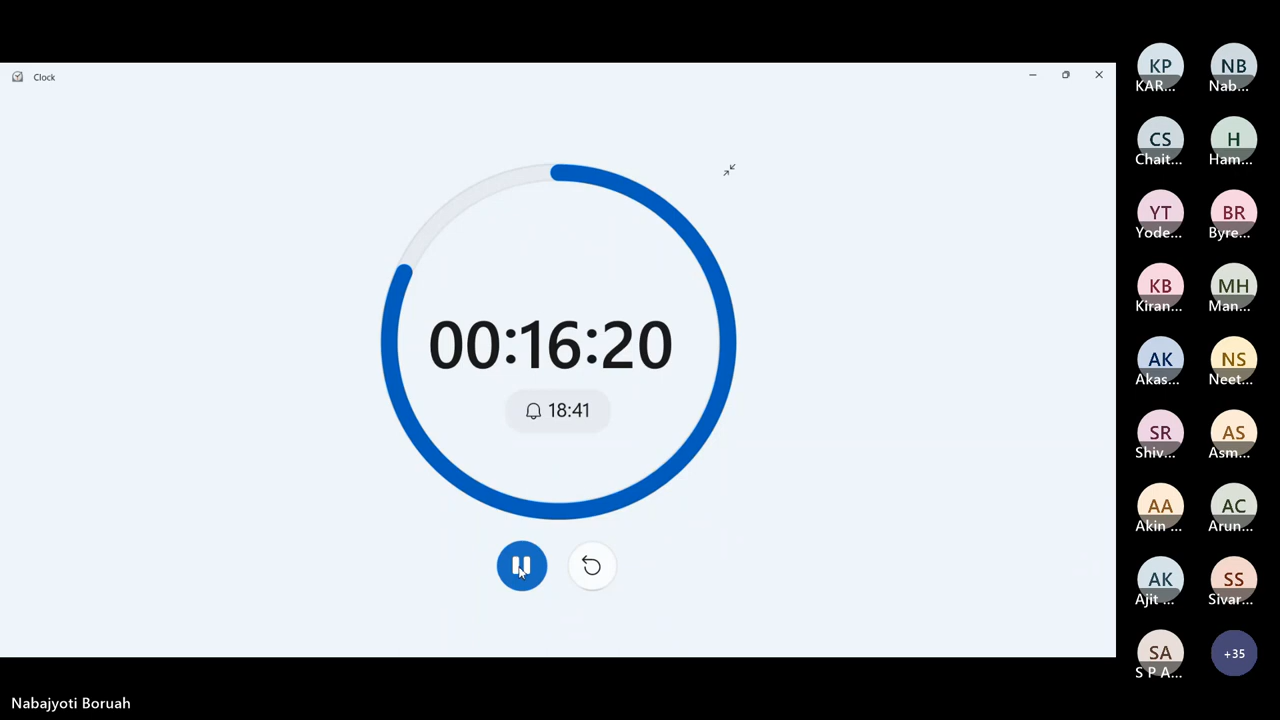 Clock
00:16:20
18:41
KP
KAR...
NB
Nab...
CS
Chait...
H
Ham...
YT
Yode...
BR
Byre...
KB
Kiran...
MH
Man...
AK
Akas...
NS
Neet...
SR
Shiv...
AS
Asm...
AA
Akin ...
AC
Arun...
AK
Ajit ...
SS
Sivar...
SA
S P A...
+35
Nabajyoti Boruah